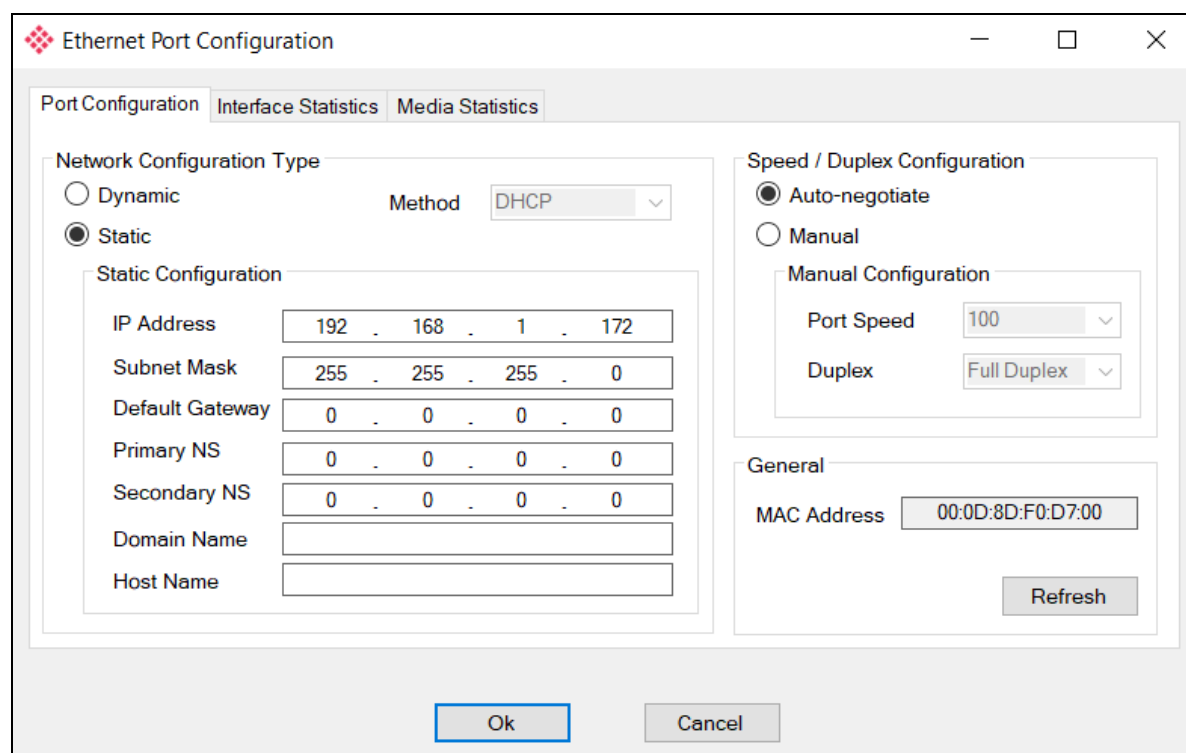 Ethernet Port Configuration
Port Configuration Interface Statistics Media Statistics
Network Configuration Type
Dynamic
Method DHCP
Static
Static Configuration
IP Address 192 . 168 . 1 . 172
Subnet Mask 255 . 255 . 255 . 0
Default Gateway 0 . 0 . 0 . 0
Primary NS 0 . 0 . 0 . 0
Secondary NS 0 . 0 . 0 . 0
Domain Name
Host Name
Speed / Duplex Configuration
Auto-negotiate
Manual
Manual Configuration
Port Speed 100
Duplex Full Duplex
General
MAC Address 00:0D:8D:F0:D7:00
Refresh
Ok Cancel